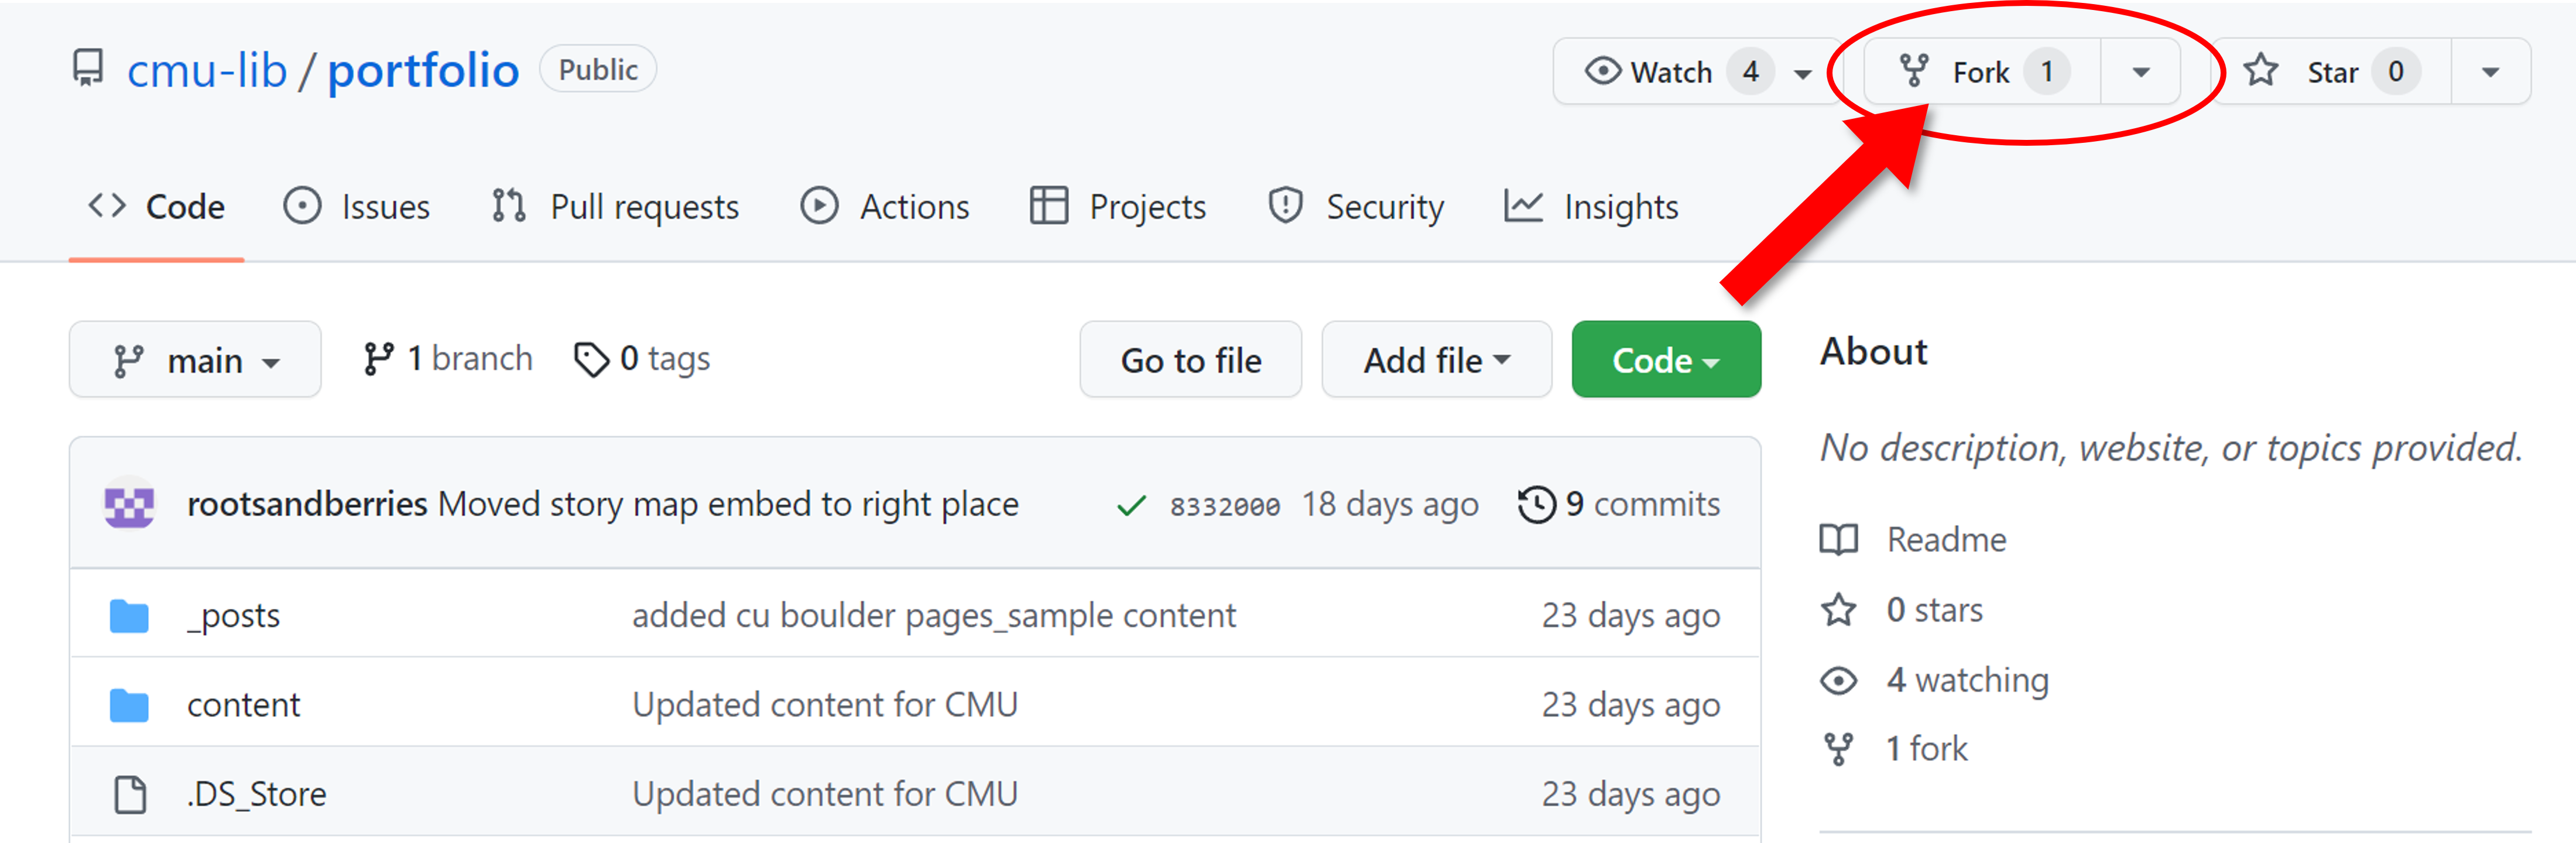 cmu-lib / portfolio Public Watch 4 Fork 1 Star 0
Code Issues Pull requests Actions Projects Security Insights
main 1 branch 0 tags Go to file Add file Code
About
No description, website, or topics provided.
rootsandberries Moved story map embed to right place 8332000 18 days ago 9 commits
Readme
_posts added cu boulder pages_sample content 23 days ago
0 stars
4 watching
content Updated content for CMU 23 days ago
1 fork
.DS_Store Updated content for CMU 23 days ago